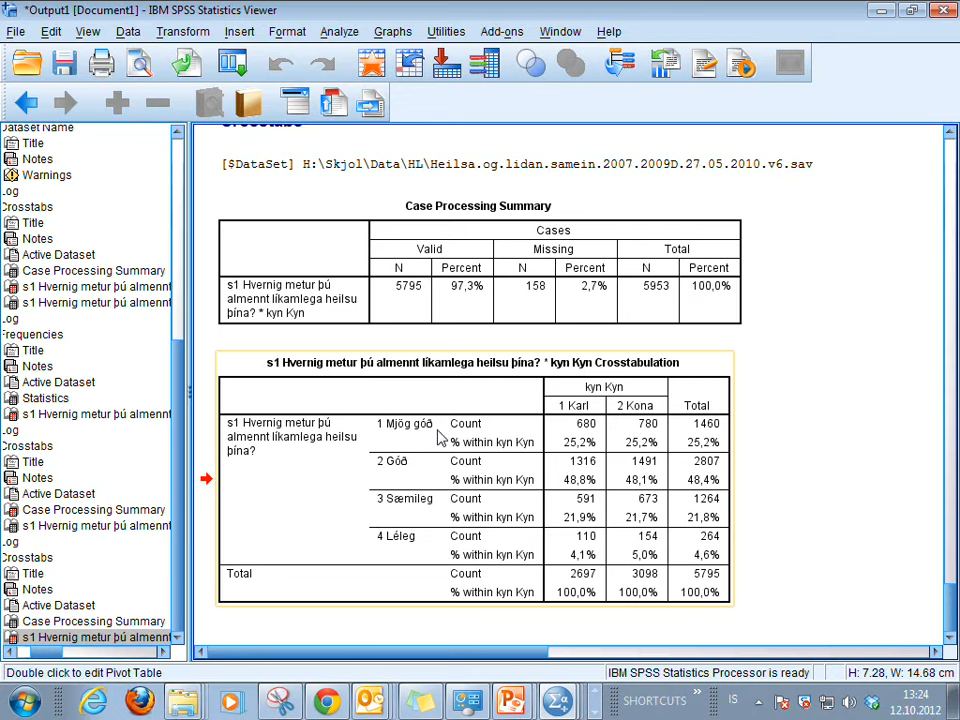 *Output1 [Document1] - IBM SPSS Statistics Viewer
File Edit View Data Transform Insert Format Analyze Graphs Utilities Add-ons Window Help
Dataset Name
Title
Notes
Warnings
Log
Crosstabs
Title
Notes
Active Dataset
Case Processing Summary
s1 Hvernig metur þú almennt
s1 Hvernig metur þú almennt
Log
Frequencies
Title
Notes
Active Dataset
Statistics
s1 Hvernig metur þú almennt
Log
Crosstabs
Title
Notes
Active Dataset
Case Processing Summary
s1 Hvernig metur þú almennt
Log
Crosstabs
Title
Notes
Active Dataset
Case Processing Summary
s1 Hvernig metur þú almennt
Crosstabs
[$DataSet] H:\Skjol\Data\HL\Heilsa.og.lidan.samein.2007.2009D.27.05.2010.v6.sav
Case Processing Summary
Cases
Valid Missing Total
N Percent N Percent N Percent
s1 Hvernig metur þú almennt líkamlega heilsu þína? * kyn Kyn 5795 97,3% 158 2,7% 5953 100,0%
s1 Hvernig metur þú almennt líkamlega heilsu þína? * kyn Kyn Crosstabulation
kyn Kyn
1 Karl 2 Kona Total
s1 Hvernig metur þú almennt líkamlega heilsu þína? 1 Mjög góð Count 680 780 1460
% within kyn Kyn 25,2% 25,2% 25,2%
2 Góð Count 1316 1491 2807
% within kyn Kyn 48,8% 48,1% 48,4%
3 Sæmileg Count 591 673 1264
% within kyn Kyn 21,9% 21,7% 21,8%
4 Léleg Count 110 154 264
% within kyn Kyn 4,1% 5,0% 4,6%
Total Count 2697 3098 5795
% within kyn Kyn 100,0% 100,0% 100,0%
Double click to edit Pivot Table IBM SPSS Statistics Processor is ready H: 7.28, W: 14.68 cm
SHORTCUTS » IS 13:24
12.10.2012